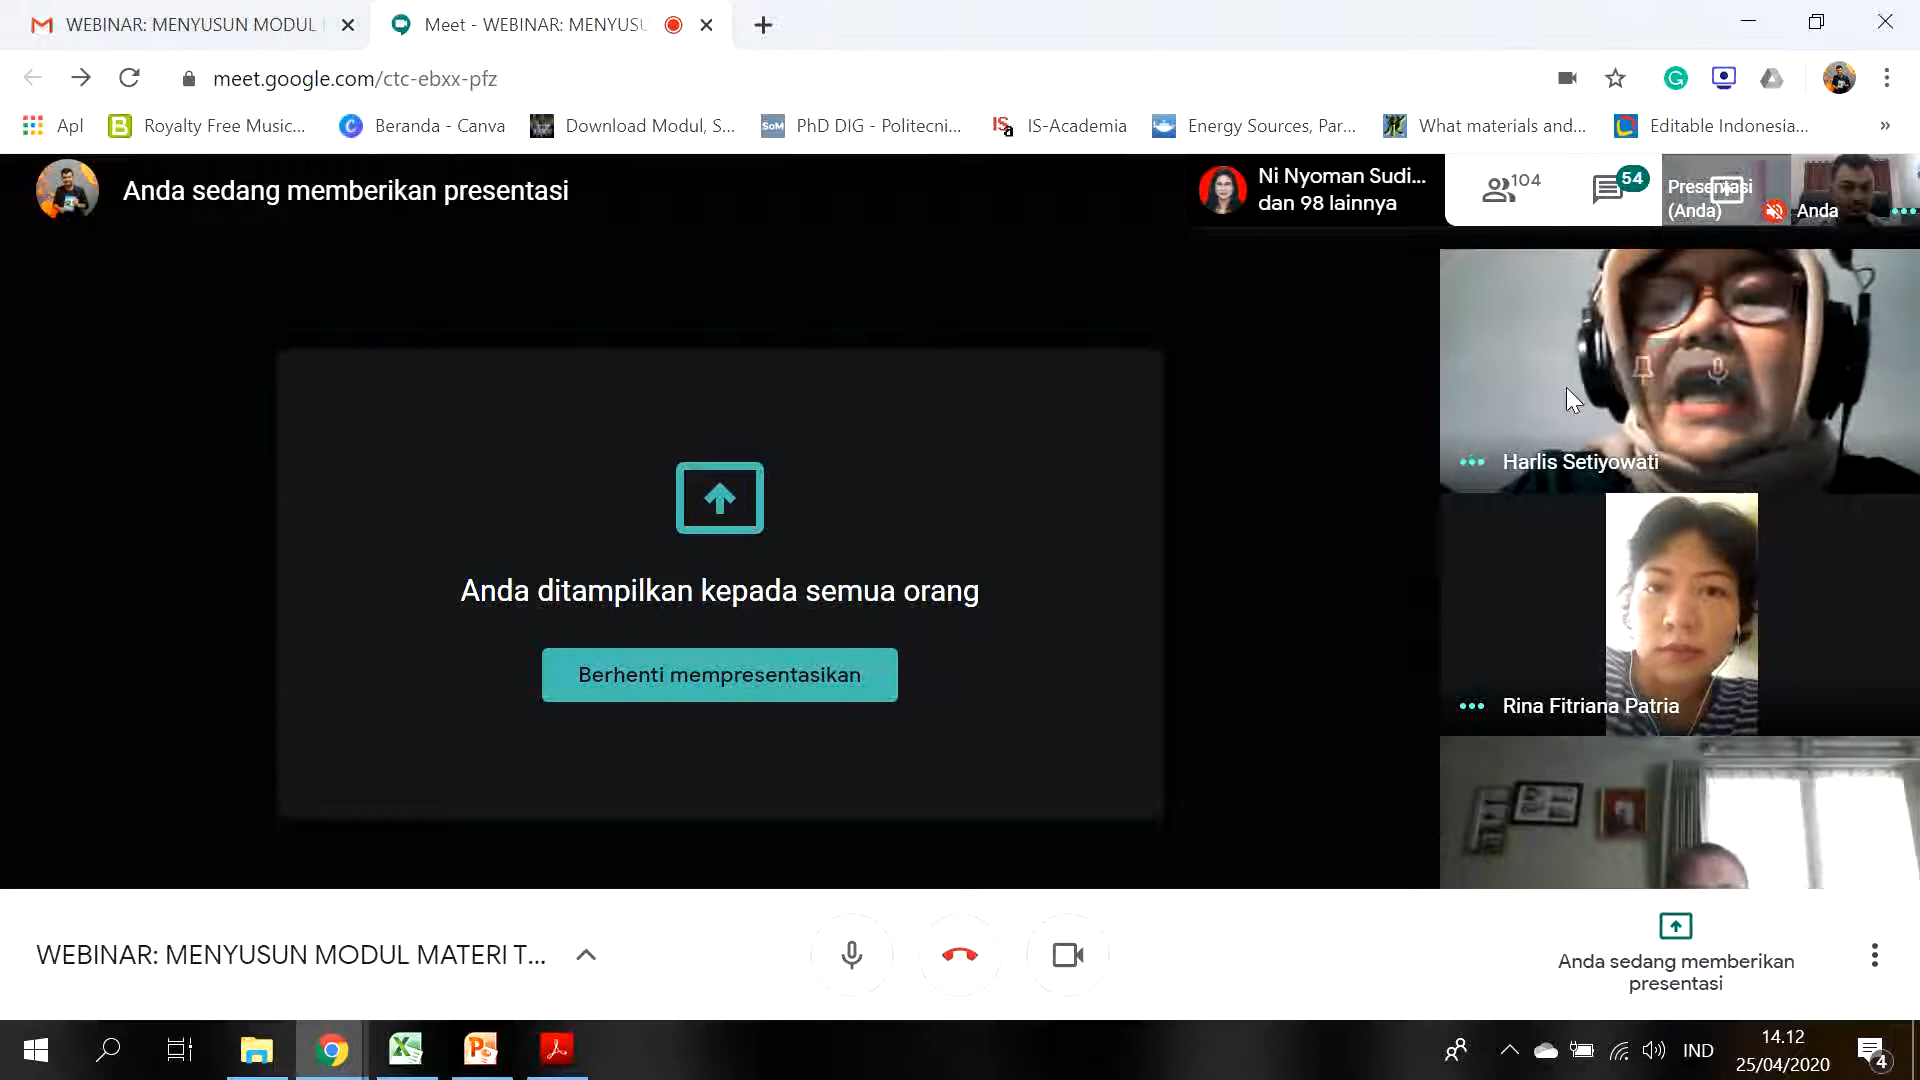 WEBINAR: MENYUSUN MODUL
Meet - WEBINAR: MENYUSU
meet.google.com/ctc-ebxx-pfz
Apl
Royalty Free Music...
Beranda - Canva
Download Modul, S...
SoM
PhD DIG - Politecni...
IS-Academia
Energy Sources, Par...
What materials and...
Editable Indonesia...
»
Anda sedang memberikan presentasi
Ni Nyoman Sudi...
dan 98 lainnya
104
54
Presentasi
(Anda)
Anda
Harlis Setiyowati
Anda ditampilkan kepada semua orang
Berhenti mempresentasikan
Rina Fitriana Patria
WEBINAR: MENYUSUN MODUL MATERI T...
Anda sedang memberikan
presentasi
IND
14.12
25/04/2020
4